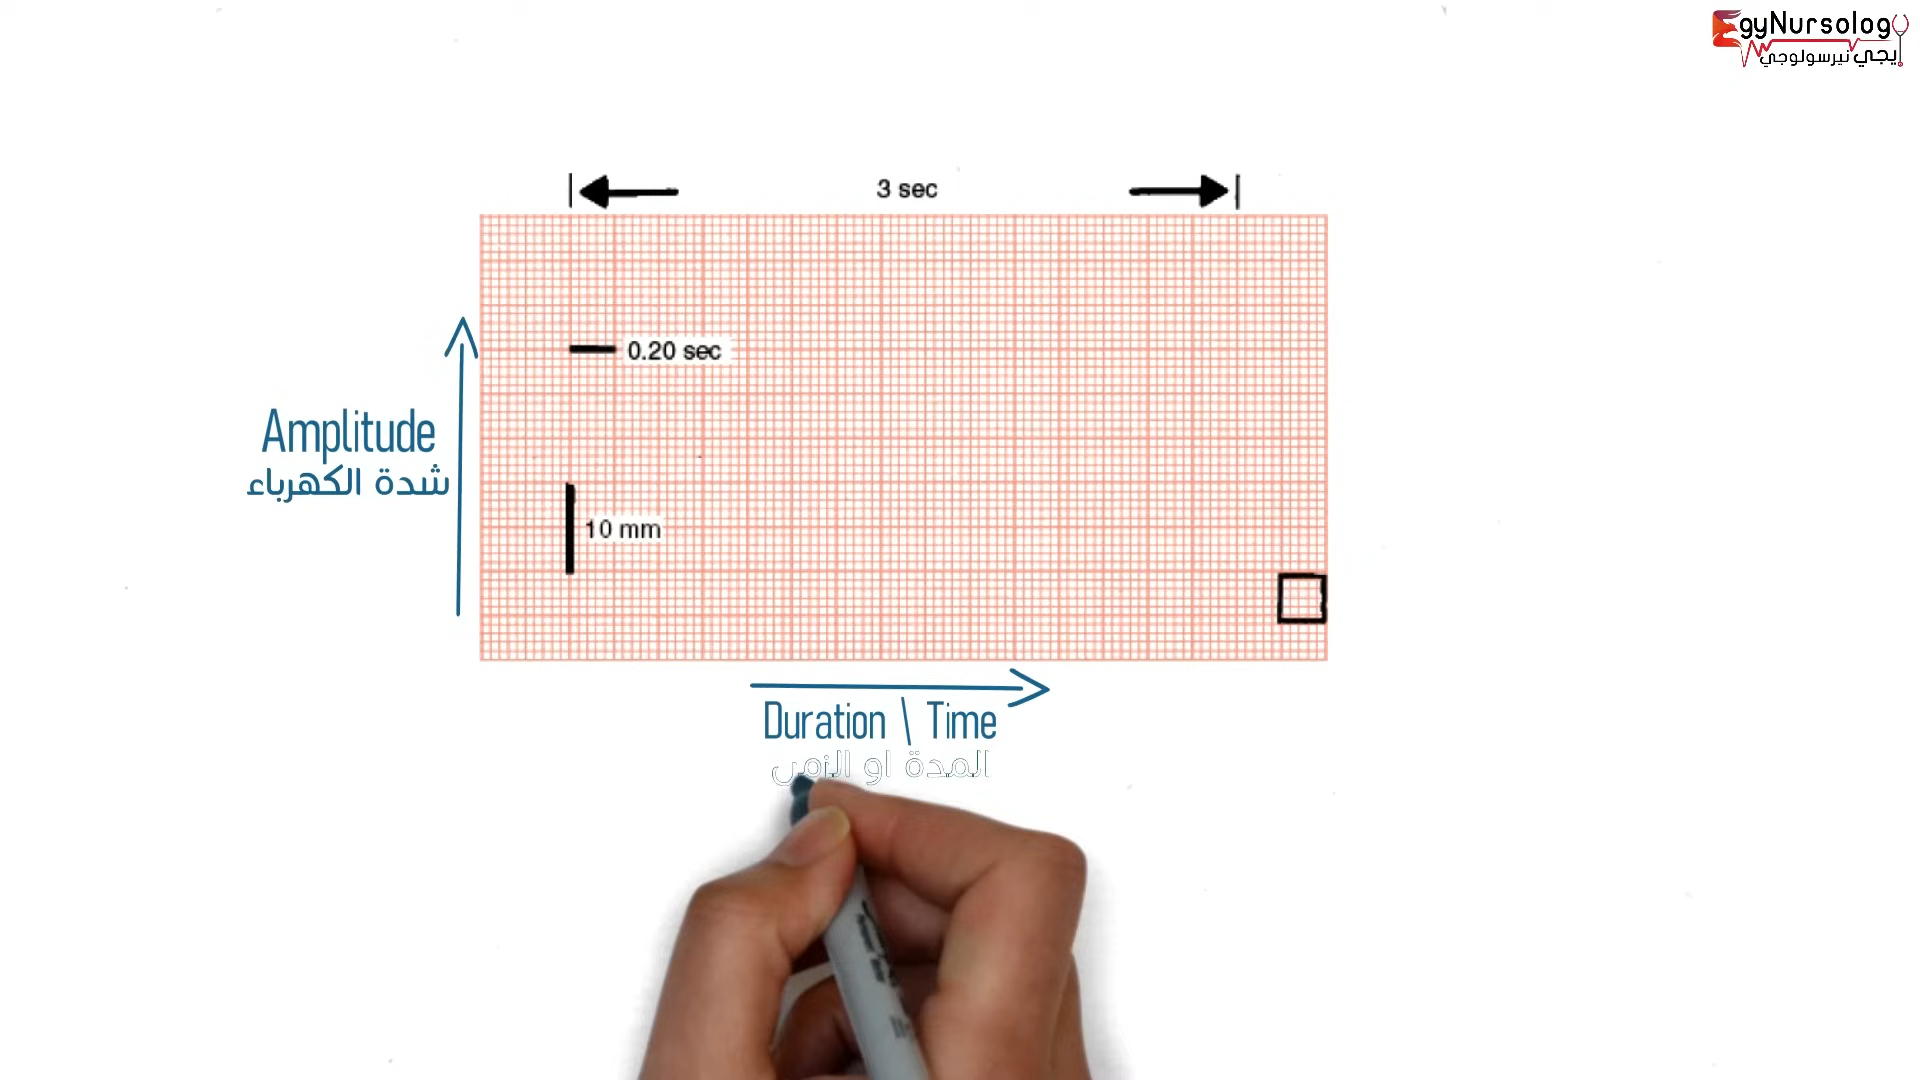 EgyNursology
إيجي نيرسولوجي
3 sec
0.20 sec
Amplitude
شدة الكهرباء
10 mm
Duration \ Time
المدة او الزمن